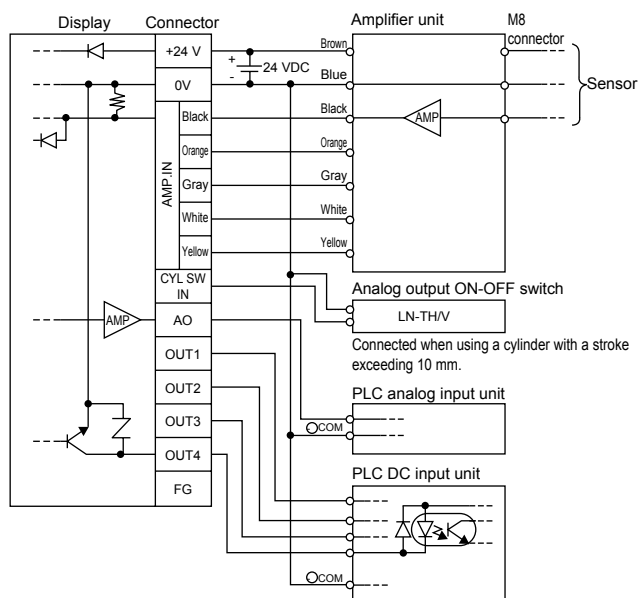 Display
Connector
Amplifier unit
M8
connector
+24 V
Brown
+
-
24 VDC
0V
Blue
Sensor
AMP.IN
Black
Black
AMP
Orange
Orange
Gray
Gray
White
White
Yellow
Yellow
CYL SW
IN
Analog output ON-OFF switch
LN-TH/V
AMP
AO
Connected when using a cylinder with a stroke
exceeding 10 mm.
OUT1
OUT2
PLC analog input unit
OUT3
-COM
OUT4
PLC DC input unit
FG
-COM